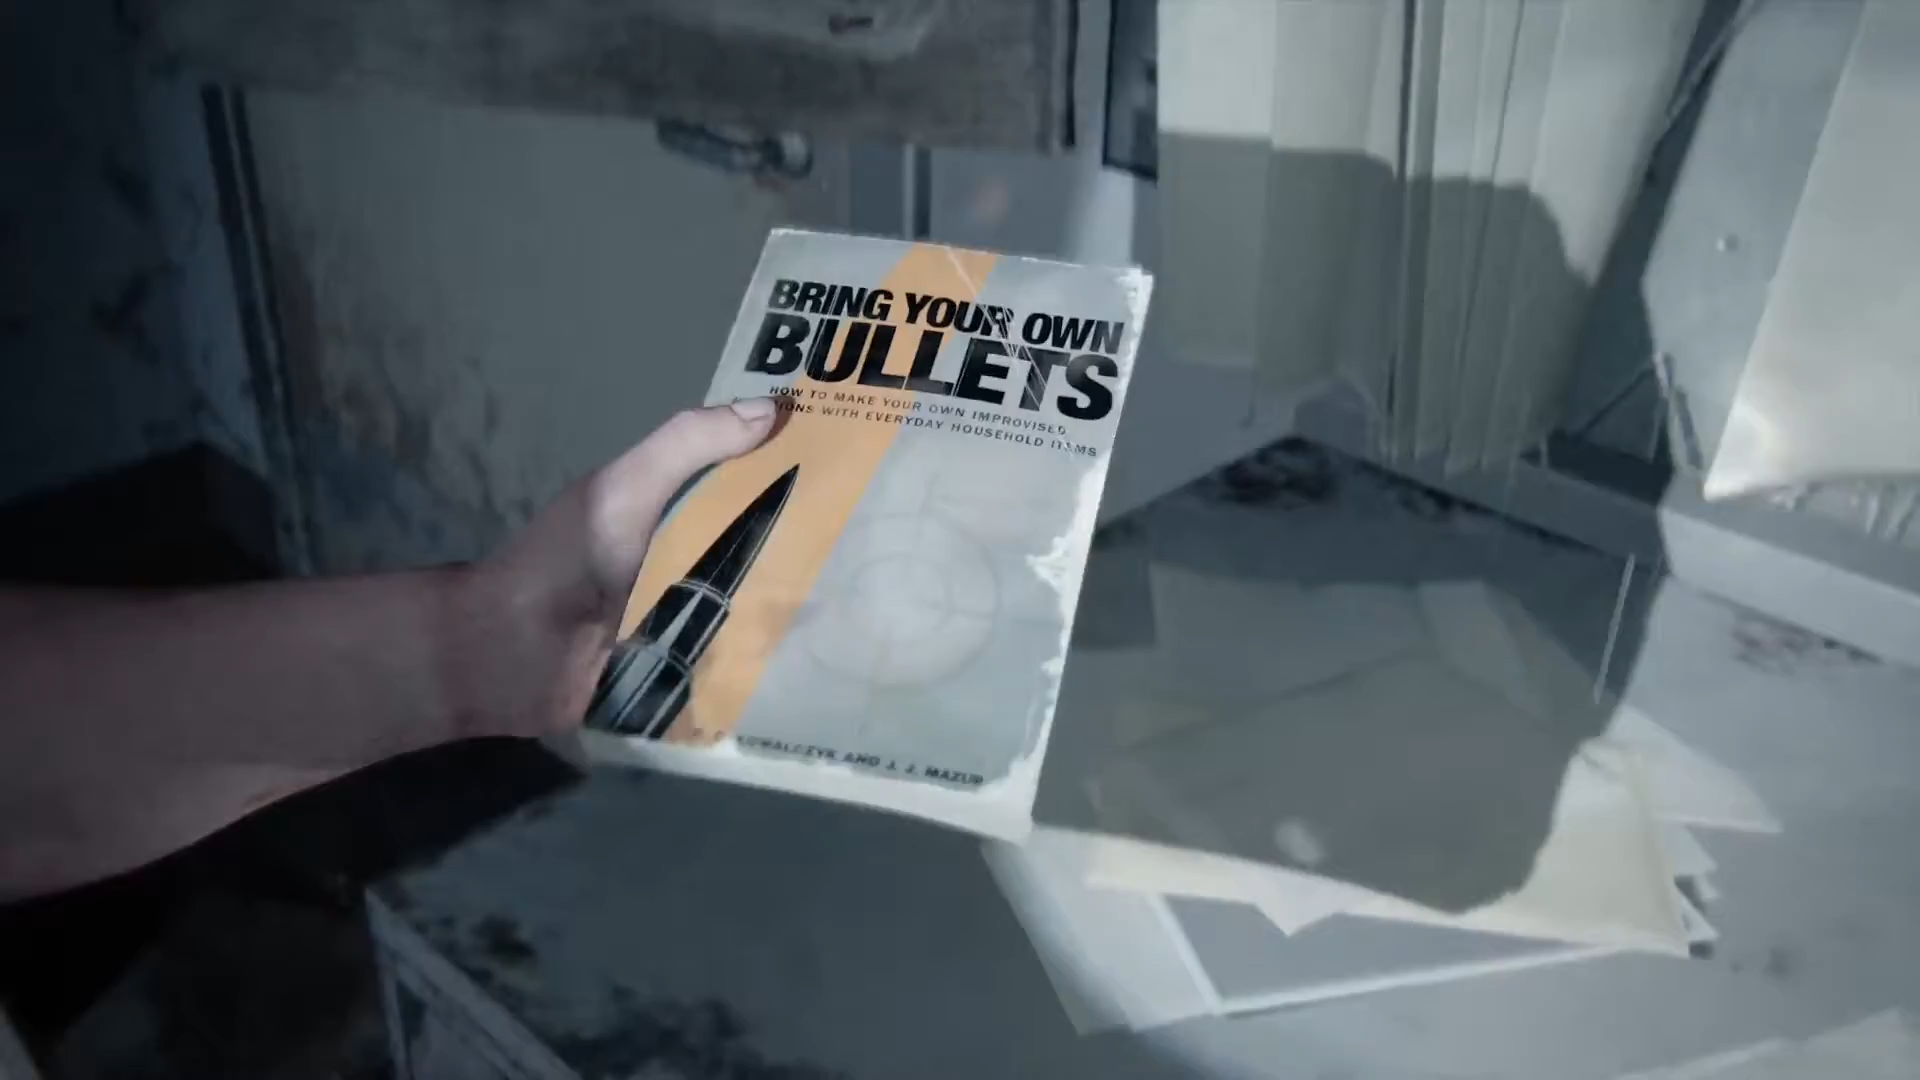 BRING YOUR OWN
BULLETS
HOW TO MAKE YOUR OWN IMPROVISED
WITH EVERYDAY HOUSEHOLD ITEMS
KOWALCZYK AND J. J. MAZUR